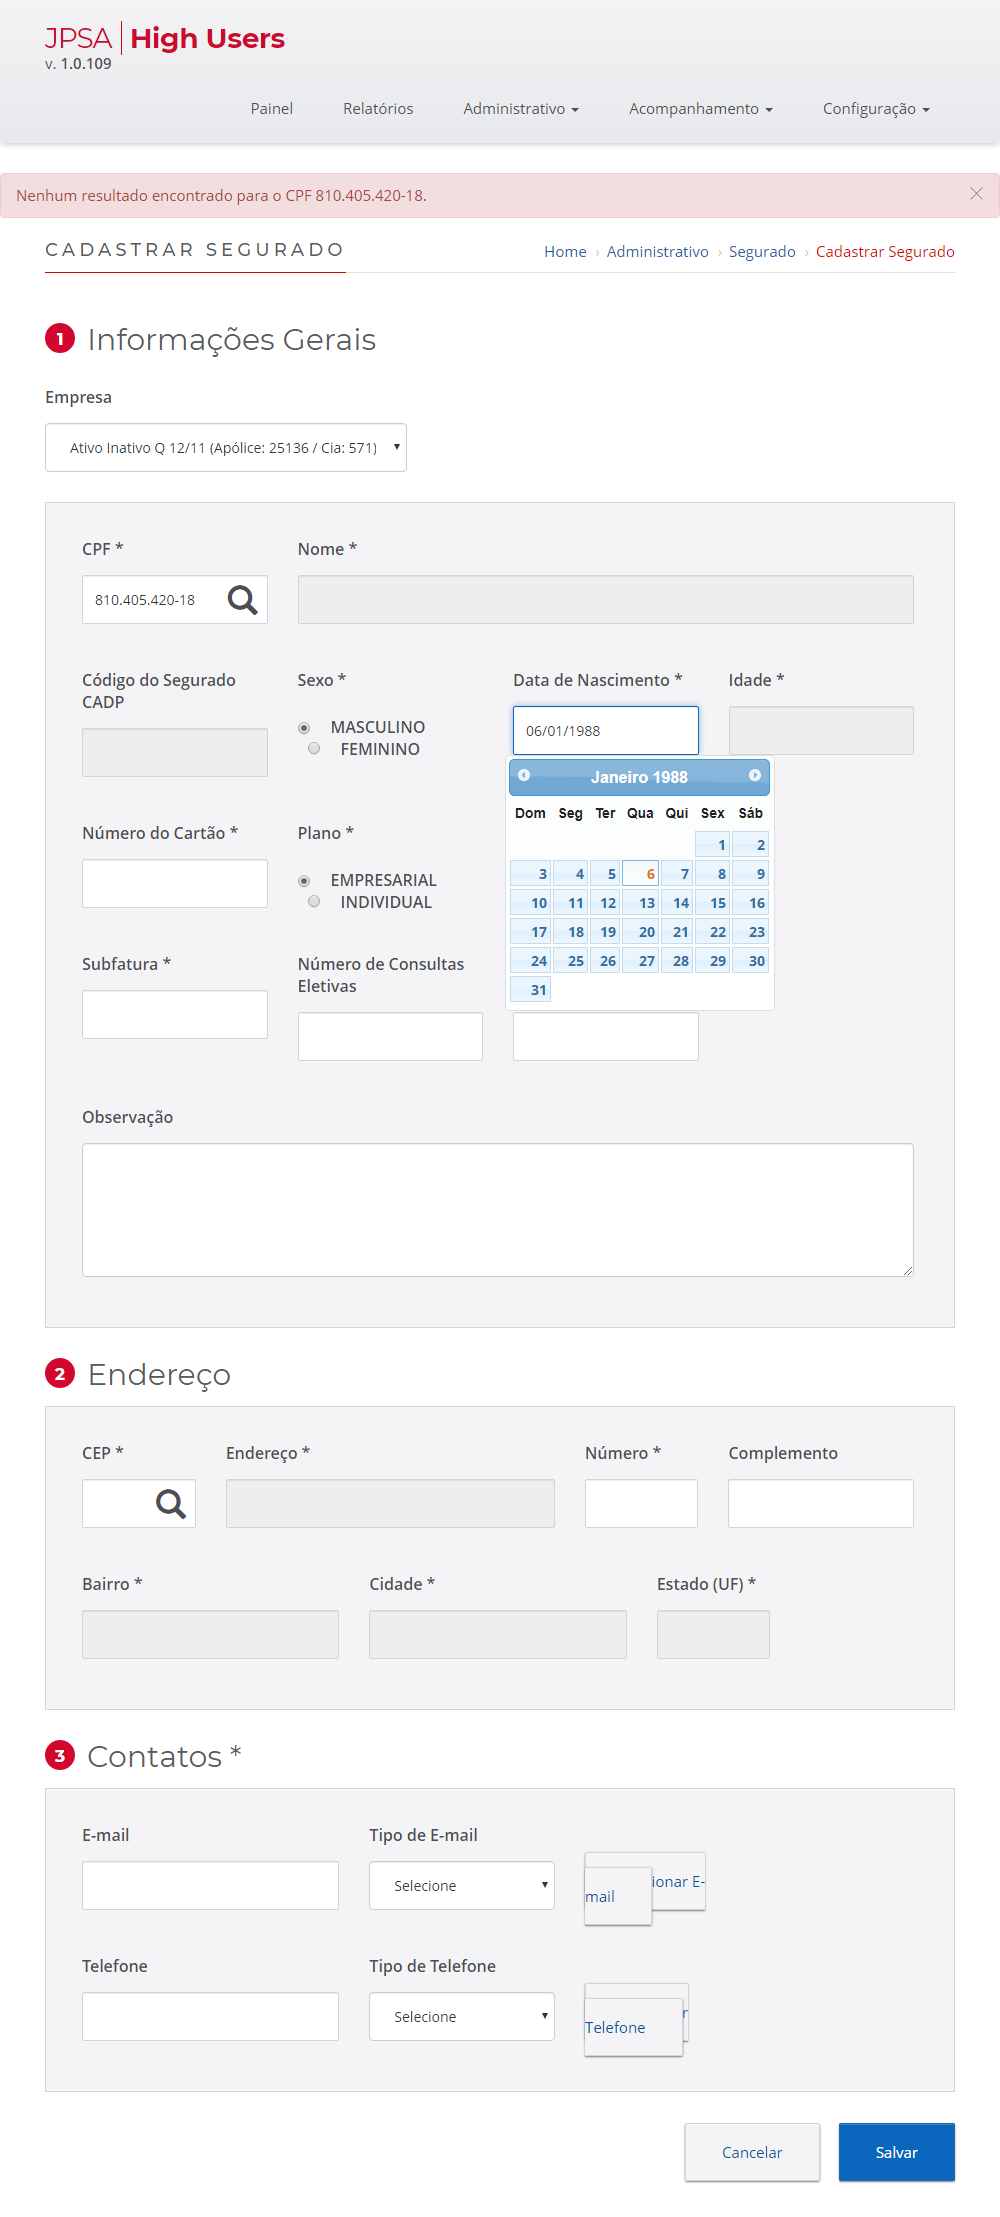 JPSA High Users
v. 1.0.109
Painel Relatórios Administrativo Acompanhamento Configuração
Nenhum resultado encontrado para o CPF 810.405.420-18.
CADASTRAR SEGURADO
Home › Administrativo › Segurado › Cadastrar Segurado
1 Informações Gerais
Empresa
Ativo Inativo Q 12/11 (Apólice: 25136 / Cia: 571)
CPF * Nome *
810.405.420-18
Código do Segurado CADP
Sexo *
MASCULINO
FEMININO
Data de Nascimento *
06/01/1988
Idade *
Janeiro 1988
Dom Seg Ter Qua Qui Sex Sáb
1 2
3 4 5 6 7 8 9
10 11 12 13 14 15 16
17 18 19 20 21 22 23
24 25 26 27 28 29 30
31
Número do Cartão *
Plano *
EMPRESARIAL
INDIVIDUAL
Subfatura *
Número de Consultas
Eletivas
Observação
2 Endereço
CEP * Endereço * Número * Complemento
Bairro * Cidade * Estado (UF) *
3 Contatos *
E-mail Tipo de E-mail
Selecione
ionar E-
mail
Telefone Tipo de Telefone
Selecione
r
Telefone
Cancelar Salvar